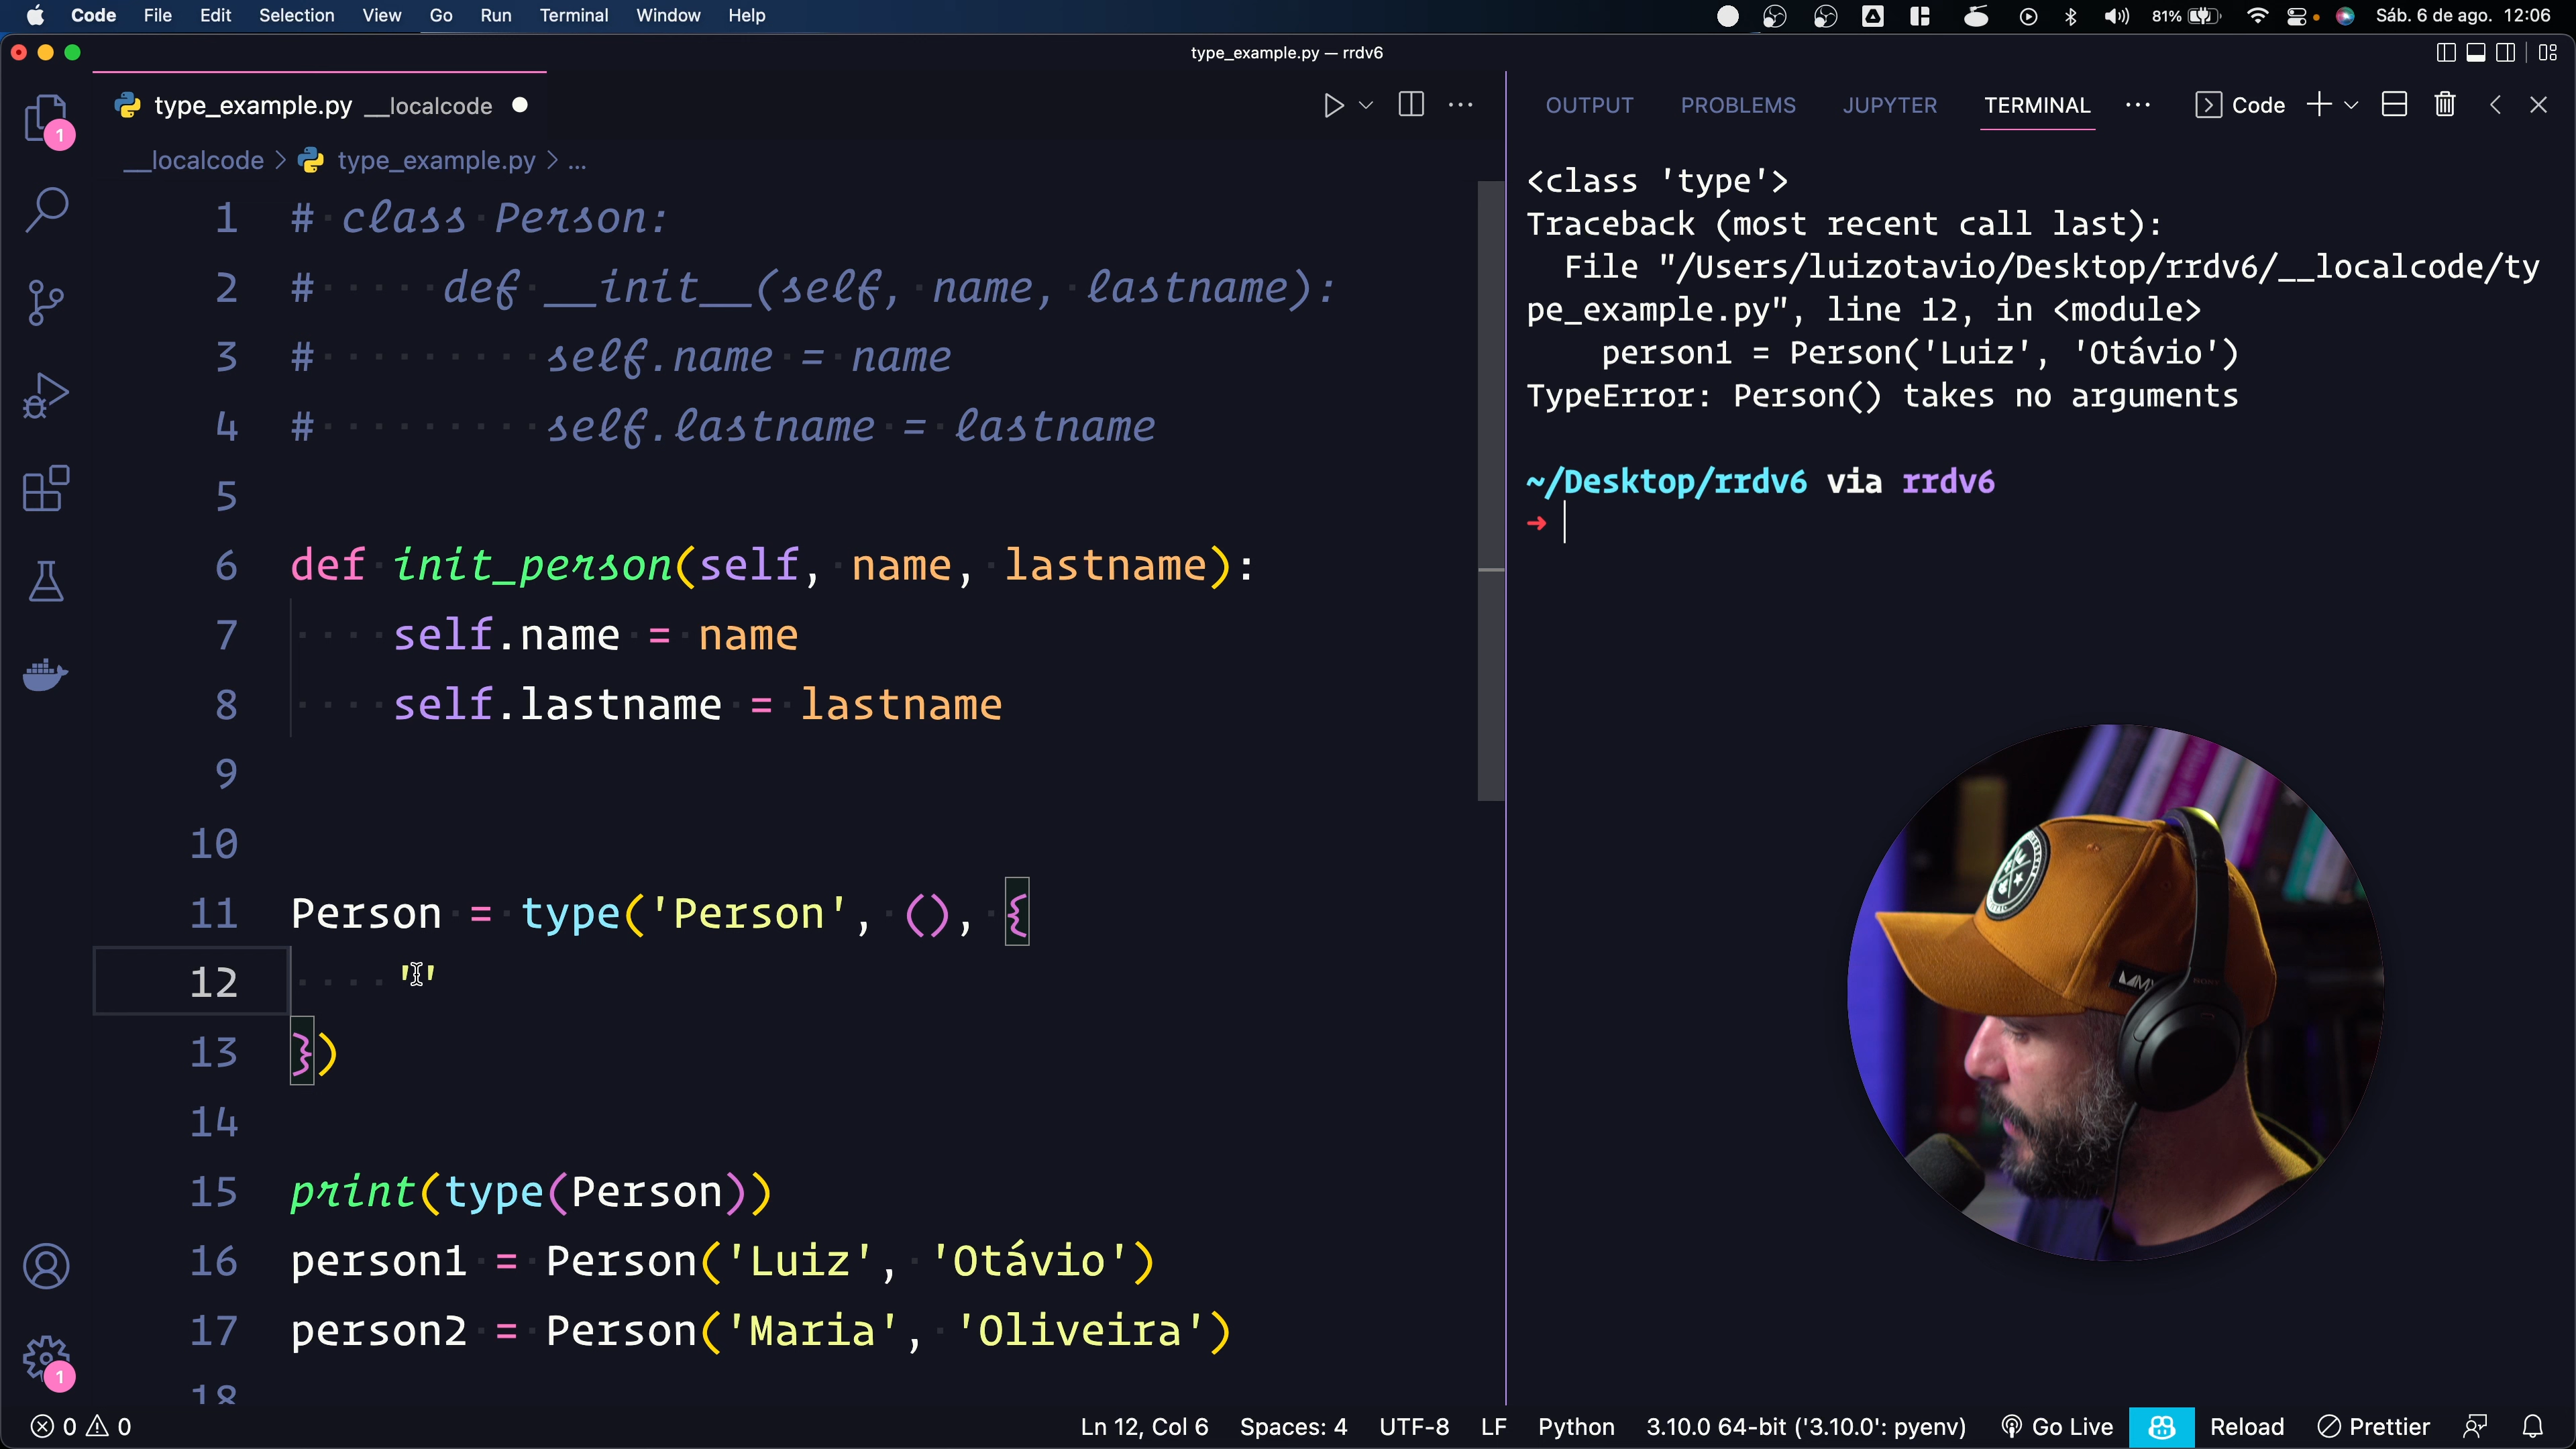 Code File Edit Selection View Go Run Terminal Window Help 81% Sáb. 6 de ago. 12:06
type_example.py — rrdv6
type_example.py __localcode
__localcode > type_example.py > ...
1 # class Person:
2 # def __init__(self, name, lastname):
3 # self.name = name
4 # self.lastname = lastname
5
6 def init_person(self, name, lastname):
7 self.name = name
8 self.lastname = lastname
9
10
11 Person = type('Person', (), {
12 ''
13 })
14
15 print(type(Person))
16 person1 = Person('Luiz', 'Otávio')
17 person2 = Person('Maria', 'Oliveira')
18
OUTPUT PROBLEMS JUPYTER TERMINAL ... Code
<class 'type'>
Traceback (most recent call last):
File "/Users/luizotavio/Desktop/rrdv6/__localcode/ty
pe_example.py", line 12, in <module>
person1 = Person('Luiz', 'Otávio')
TypeError: Person() takes no arguments
~/Desktop/rrdv6 via rrdv6
➜
1
1
0 0 Ln 12, Col 6 Spaces: 4 UTF-8 LF Python 3.10.0 64-bit ('3.10.0': pyenv) Go Live Reload Prettier